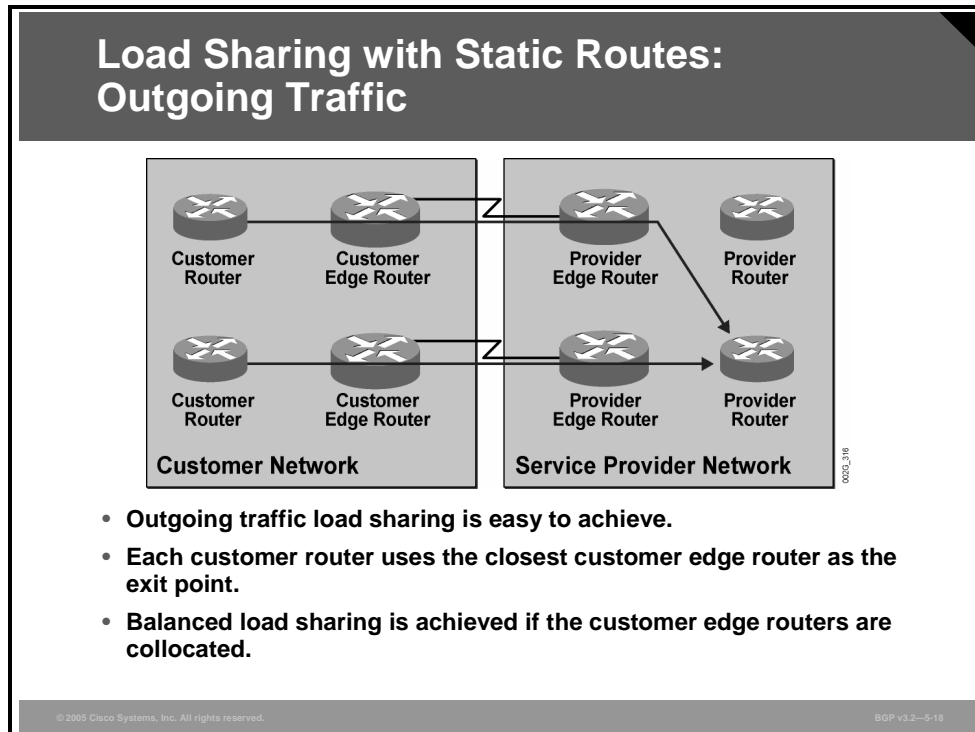 Load Sharing with Static Routes:
Outgoing Traffic
Customer
Router
Customer
Edge Router
Provider
Edge Router
Provider
Router
Customer
Router
Customer
Edge Router
Provider
Edge Router
Provider
Router
Customer Network
Service Provider Network
002G_316
• Outgoing traffic load sharing is easy to achieve.
• Each customer router uses the closest customer edge router as the
exit point.
• Balanced load sharing is achieved if the customer edge routers are
collocated.
© 2005 Cisco Systems, Inc. All rights reserved.
BGP v3.2—5-18